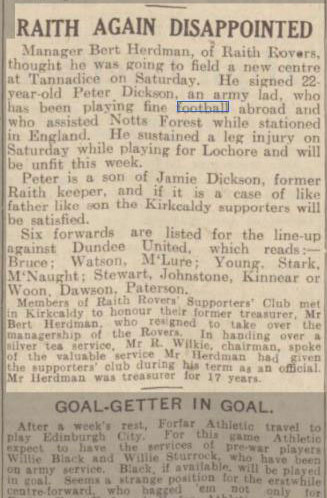 RAITH AGAIN DISAPPOINTED
Manager Bert Herdman, of Raith Rovers,
thought he was going to field a new centre
at Tannadice on Saturday. He signed 22-
year-old Peter Dickson, an army lad, who
has been playing fine football abroad and
who assisted Notts Forest while stationed
in England. He sustained a leg injury on
Saturday while playing for Lochore and will
be unfit this week.
Peter is a son of Jamie Dickson, former
Raith keeper, and if it is a case of like
father like son the Kirkcaldy supporters will
be satisfied.
Six forwards are listed for the line-up
against Dundee United, which reads:—
Bruce; Watson, M'Lure; Young, Stark,
M'Naught; Stewart, Johnstone, Kinnear or
Woon, Dawson, Paterson.
Members of Raith Rovers' Supporters' Club met
in Kirkcaldy to honour their former treasurer, Mr
Bert Herdman, who resigned to take over the
managership of the Rovers. In handing over a
silver tea service, Mr R. Wilkie, chairman, spoke
of the valuable service Mr Herdman had given
the supporters' club during his term as an official.
Mr Herdman was treasurer for 17 years.
GOAL-GETTER IN GOAL.
After a week's rest, Forfar Athletic travel to
play Edinburgh City. For this game Athletic
expect to have the services of pre-war players
Willie Black and Willie Sturrock, who have been
on army service. Black, if available, will be played
in goal. Seems a strange position for the erstwhile
centre-forward, who bagged 'em not only for